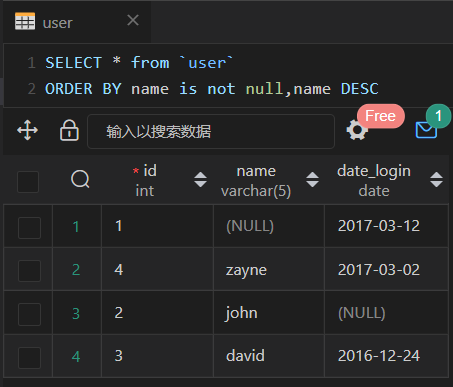 user
1 SELECT * from `user`
2 ORDER BY name is not null,name DESC
输入以搜索数据 Free 1
* id name date_login
int varchar(5) date
1 1 (NULL) 2017-03-12
2 4 zayne 2017-03-02
3 2 john (NULL)
4 3 david 2016-12-24